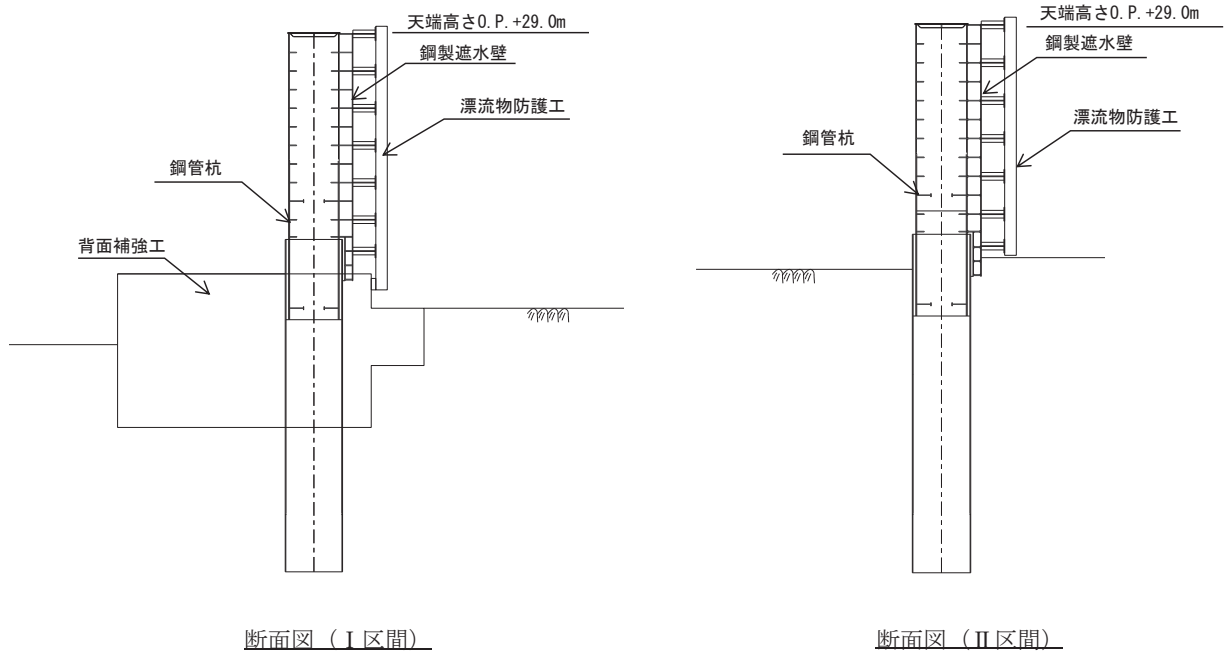 天端高さO.P.+29.0m
鋼製遮水壁
漂流物防護工
鋼管杭
背面補強工
断面図（Ⅰ区間）
天端高さO.P.+29.0m
鋼製遮水壁
漂流物防護工
鋼管杭
断面図（Ⅱ区間）